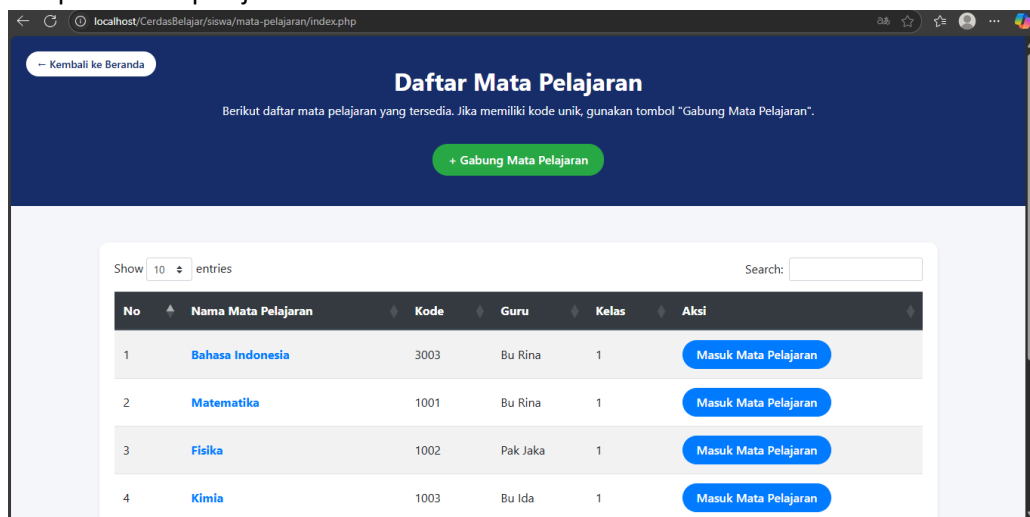 localhost/CerdasBelajar/siswa/mata-pelajaran/index.php
← Kembali ke Beranda
Daftar Mata Pelajaran
Berikut daftar mata pelajaran yang tersedia. Jika memiliki kode unik, gunakan tombol "Gabung Mata Pelajaran".
+ Gabung Mata Pelajaran
Show 10 entries Search:
No Nama Mata Pelajaran Kode Guru Kelas Aksi
1 Bahasa Indonesia 3003 Bu Rina 1 Masuk Mata Pelajaran
2 Matematika 1001 Bu Rina 1 Masuk Mata Pelajaran
3 Fisika 1002 Pak Jaka 1 Masuk Mata Pelajaran
4 Kimia 1003 Bu Ida 1 Masuk Mata Pelajaran